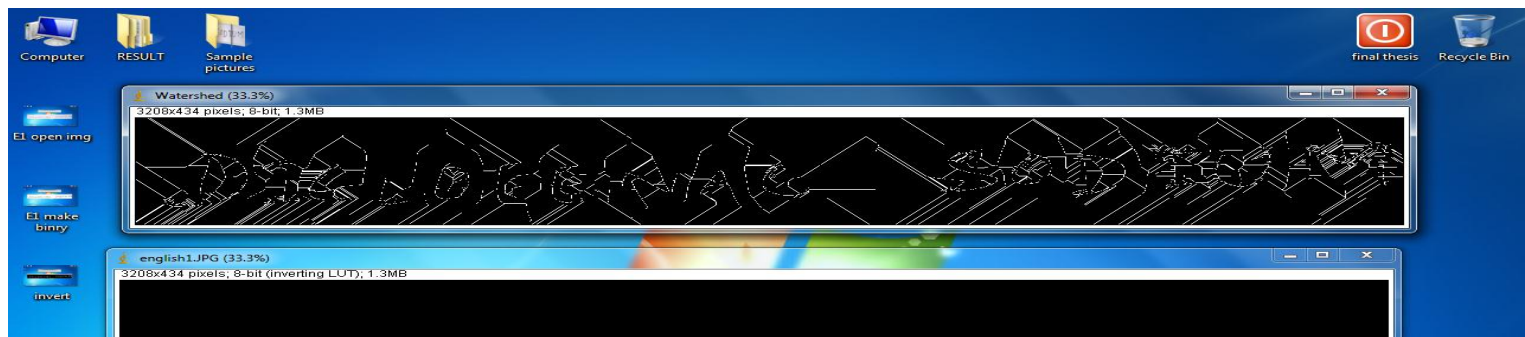 Computer
RESULT
Sample
pictures
final thesis
Recycle Bin
Watershed (33.3%)
3208x434 pixels; 8-bit; 1.3MB
E1 open img
E1 make
binry
english1.JPG (33.3%)
3208x434 pixels; 8-bit (inverting LUT); 1.3MB
invert